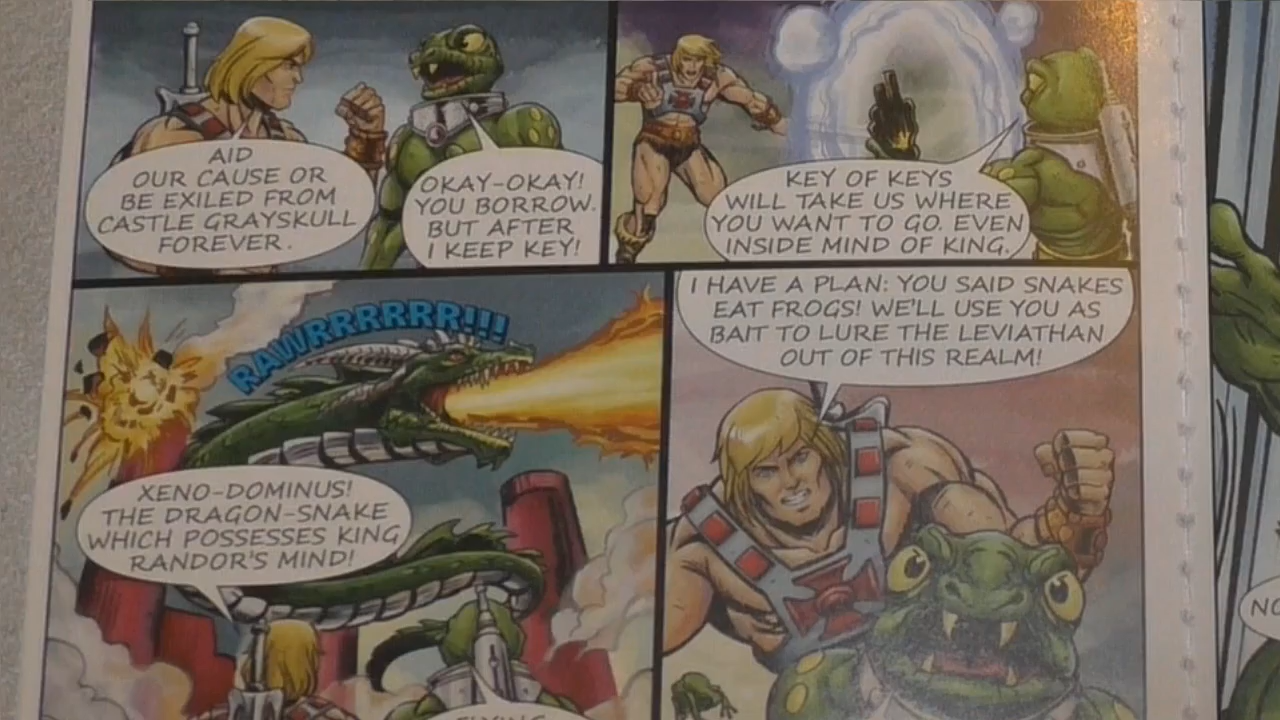 AID
OUR CAUSE OR
BE EXILED FROM
CASTLE GRAYSKULL
FOREVER.
OKAY-OKAY!
YOU BORROW.
BUT AFTER
I KEEP KEY!
KEY OF KEYS
WILL TAKE US WHERE
YOU WANT TO GO. EVEN
INSIDE MIND OF KING.
RAWRRRRRRR!!!
XENO-DOMINUS!
THE DRAGON-SNAKE
WHICH POSSESSES KING
RANDOR'S MIND!
I HAVE A PLAN: YOU SAID SNAKES
EAT FROGS! WE'LL USE YOU AS
BAIT TO LURE THE LEVIATHAN
OUT OF THIS REALM!